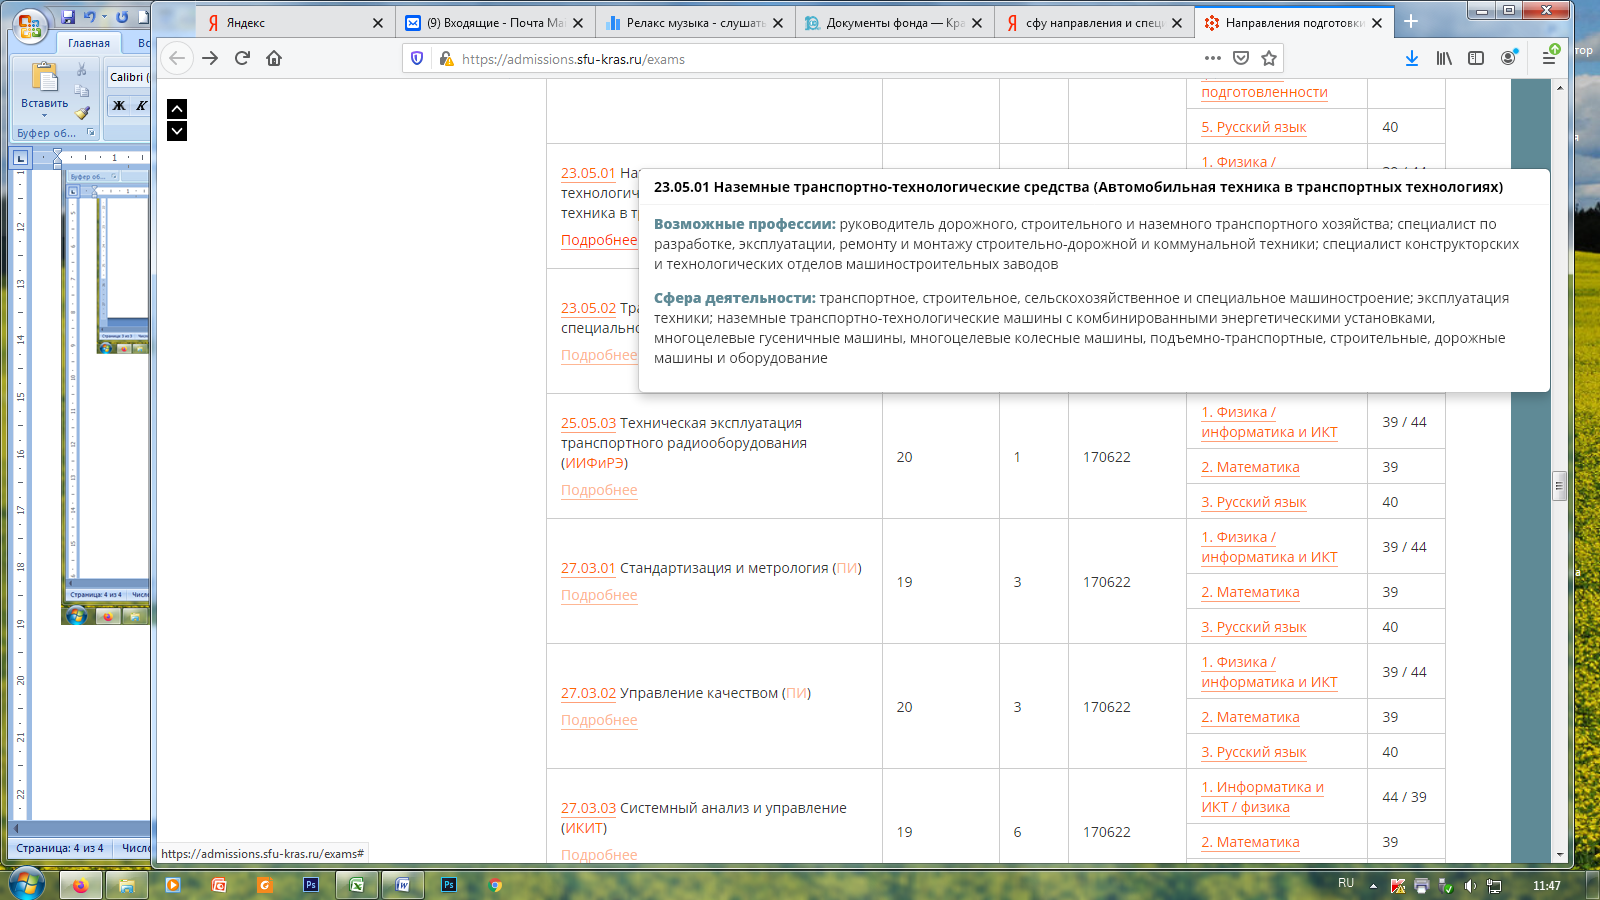 Яндекс
(9) Входящие - Почта Ма
Релакс музыка - слушать
Документы фонда — Кра
сфу направления и спец
Направления подготовки
Главная
Вс
https://admissions.sfu-kras.ru/exams
Calibri (
Вставить
Ж К
Буфер об...
подготовленности
5. Русский язык
40
1. Физика /
23.05.01 На
технологич
техника в т
Подробнее
23.05.01 Наземные транспортно-технологические средства (Автомобильная техника в транспортных технологиях)
Возможные профессии: руководитель дорожного, строительного и наземного транспортного хозяйства; специалист по
разработке, эксплуатации, ремонту и монтажу строительно-дорожной и коммунальной техники; специалист конструкторских
и технологических отделов машиностроительных заводов
Сфера деятельности: транспортное, строительное, сельскохозяйственное и специальное машиностроение; эксплуатация
техники; наземные транспортно-технологические машины с комбинированными энергетическими установками,
многоцелевые гусеничные машины, многоцелевые колесные машины, подъемно-транспортные, строительные, дорожные
машины и оборудование
23.05.02 Тра
специально
Подробнее
25.05.03 Техническая эксплуатация
транспортного радиооборудования
(ИИФиРЭ)
Подробнее
20
1
170622
1. Физика /
информатика и ИКТ
39 / 44
2. Математика
39
3. Русский язык
40
27.03.01 Стандартизация и метрология (ПИ)
Подробнее
19
3
170622
1. Физика /
информатика и ИКТ
39 / 44
2. Математика
39
3. Русский язык
40
27.03.02 Управление качеством (ПИ)
Подробнее
20
3
170622
1. Физика /
информатика и ИКТ
39 / 44
2. Математика
39
3. Русский язык
40
27.03.03 Системный анализ и управление
(ИКИТ)
Подробнее
19
6
170622
1. Информатика и
ИКТ / физика
44 / 39
2. Математика
39
https://admissions.sfu-kras.ru/exams#
Страница: 4 из 4
Число
RU
11:47